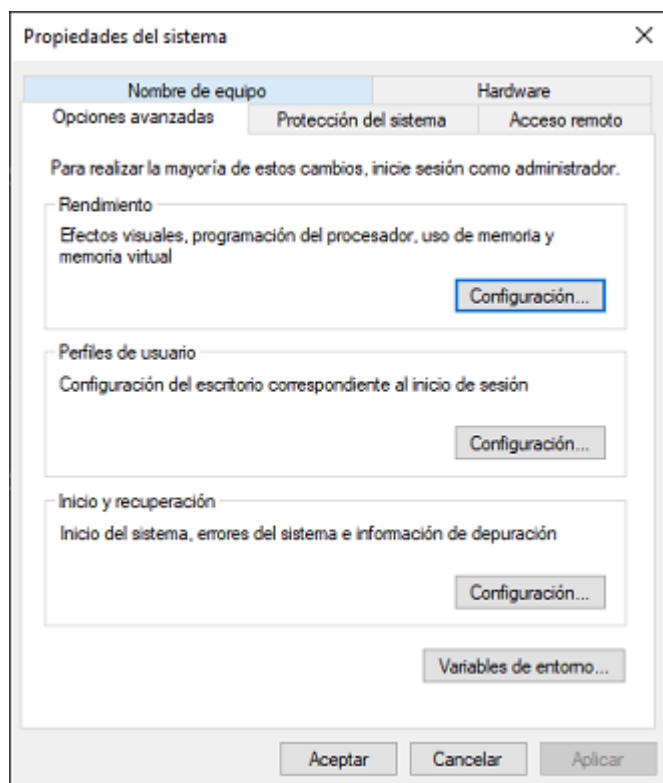 Propiedades del sistema
Nombre de equipo
Hardware
Opciones avanzadas
Protección del sistema
Acceso remoto
Para realizar la mayoría de estos cambios, inicie sesión como administrador.
Rendimiento
Efectos visuales, programación del procesador, uso de memoria y
memoria virtual
Configuración...
Perfiles de usuario
Configuración del escritorio correspondiente al inicio de sesión
Configuración...
Inicio y recuperación
Inicio del sistema, errores del sistema e información de depuración
Configuración...
Variables de entorno...
Aceptar
Cancelar
Aplicar